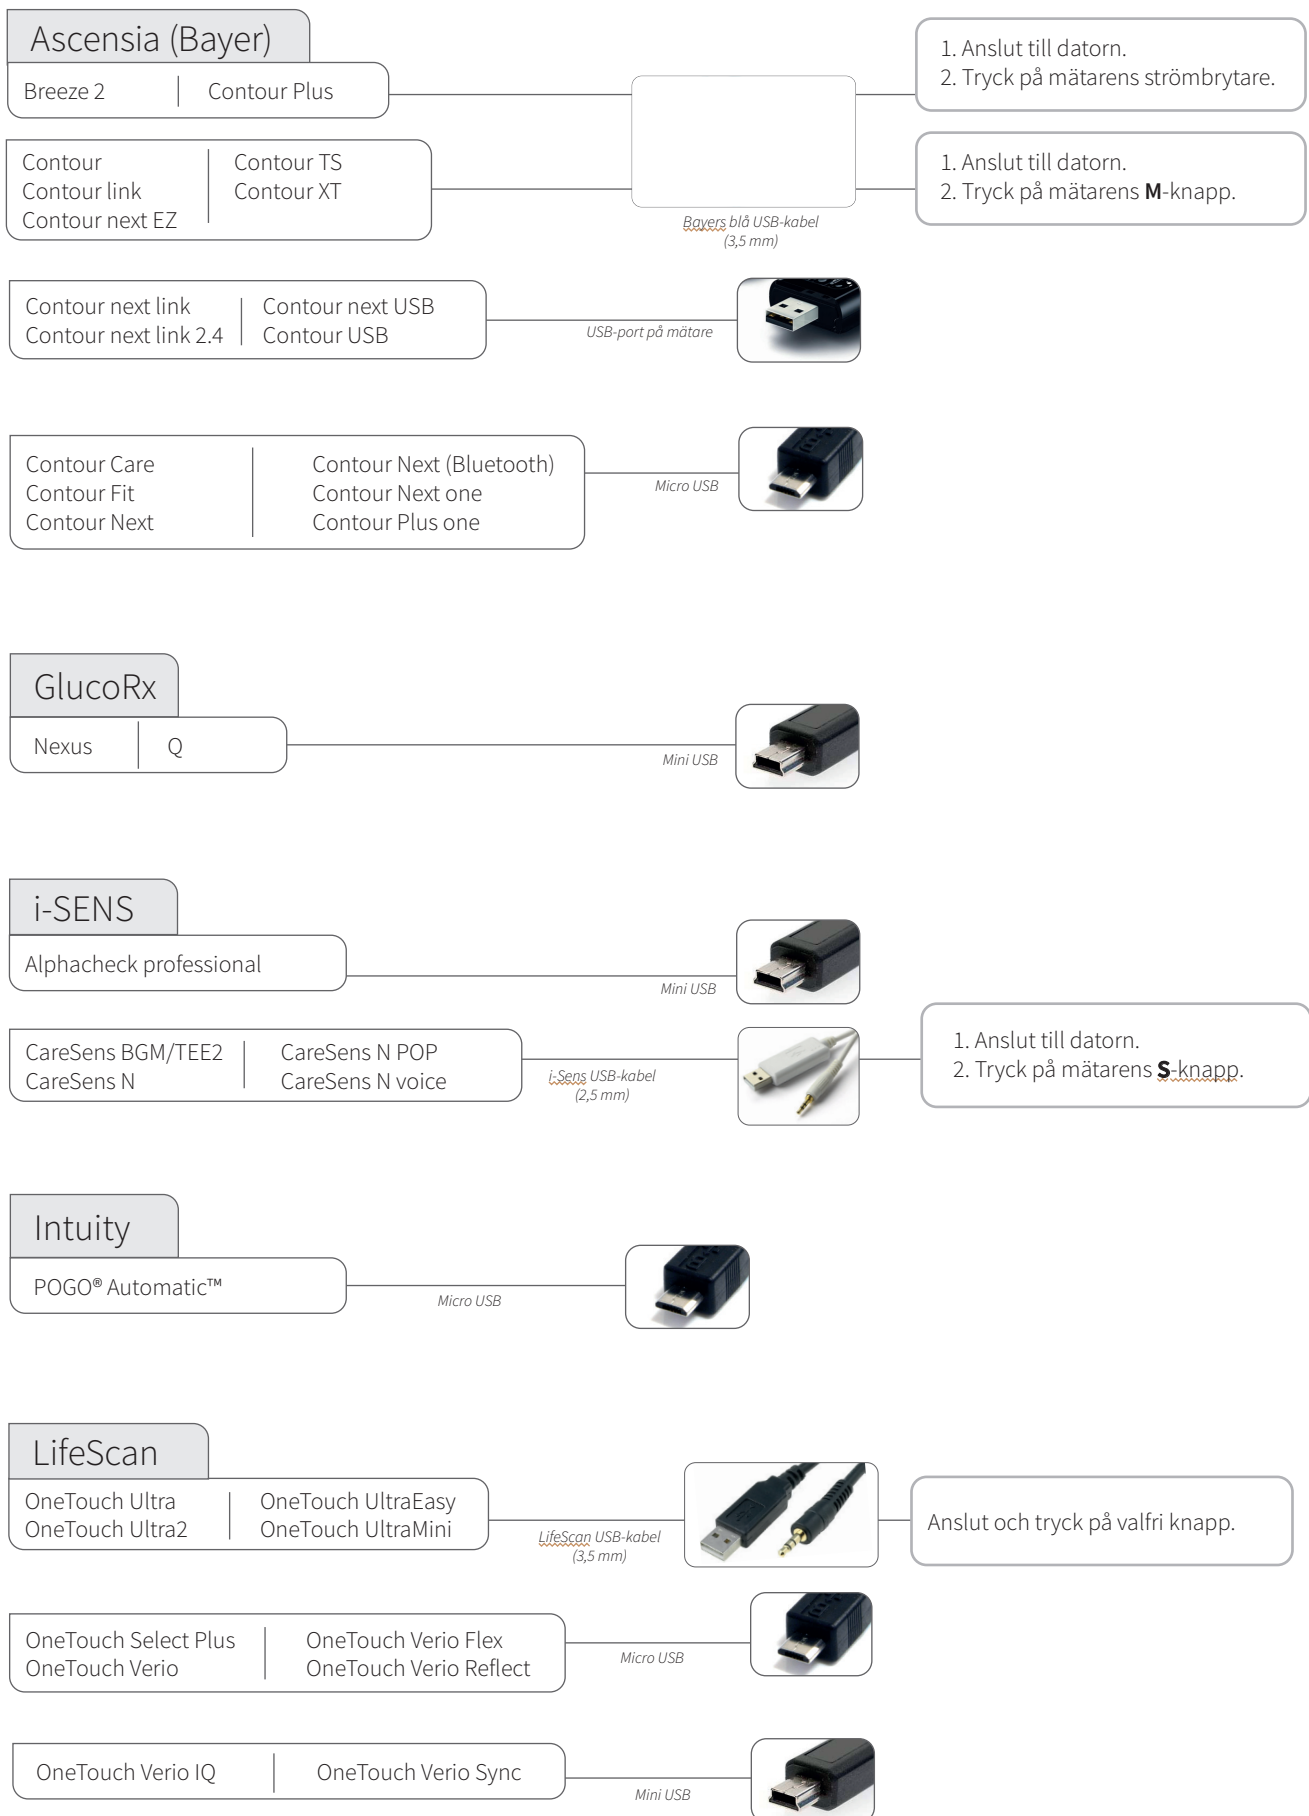 Ascensia (Bayer)
Breeze 2 Contour Plus
1. Anslut till datorn.
2. Tryck på mätarens strömbrytare.
Contour Contour TS
Contour link Contour XT
Contour next EZ
1. Anslut till datorn.
2. Tryck på mätarens M-knapp.
Bayers blå USB-kabel
(3,5 mm)
Contour next link Contour next USB
Contour next link 2.4 Contour USB
USB-port på mätare
Contour Care Contour Next (Bluetooth)
Contour Fit Contour Next one
Contour Next Contour Plus one
Micro USB
GlucoRx
Nexus Q
Mini USB
i-SENS
Alphacheck professional
Mini USB
CareSens BGM/TEE2 CareSens N POP
CareSens N CareSens N voice
i-Sens USB-kabel
(2,5 mm)
1. Anslut till datorn.
2. Tryck på mätarens S-knapp.
Intuity
POGO® Automatic™
Micro USB
LifeScan
OneTouch Ultra OneTouch UltraEasy
OneTouch Ultra2 OneTouch UltraMini
LifeScan USB-kabel
(3,5 mm)
Anslut och tryck på valfri knapp.
OneTouch Select Plus OneTouch Verio Flex
OneTouch Verio OneTouch Verio Reflect
Micro USB
OneTouch Verio IQ OneTouch Verio Sync
Mini USB